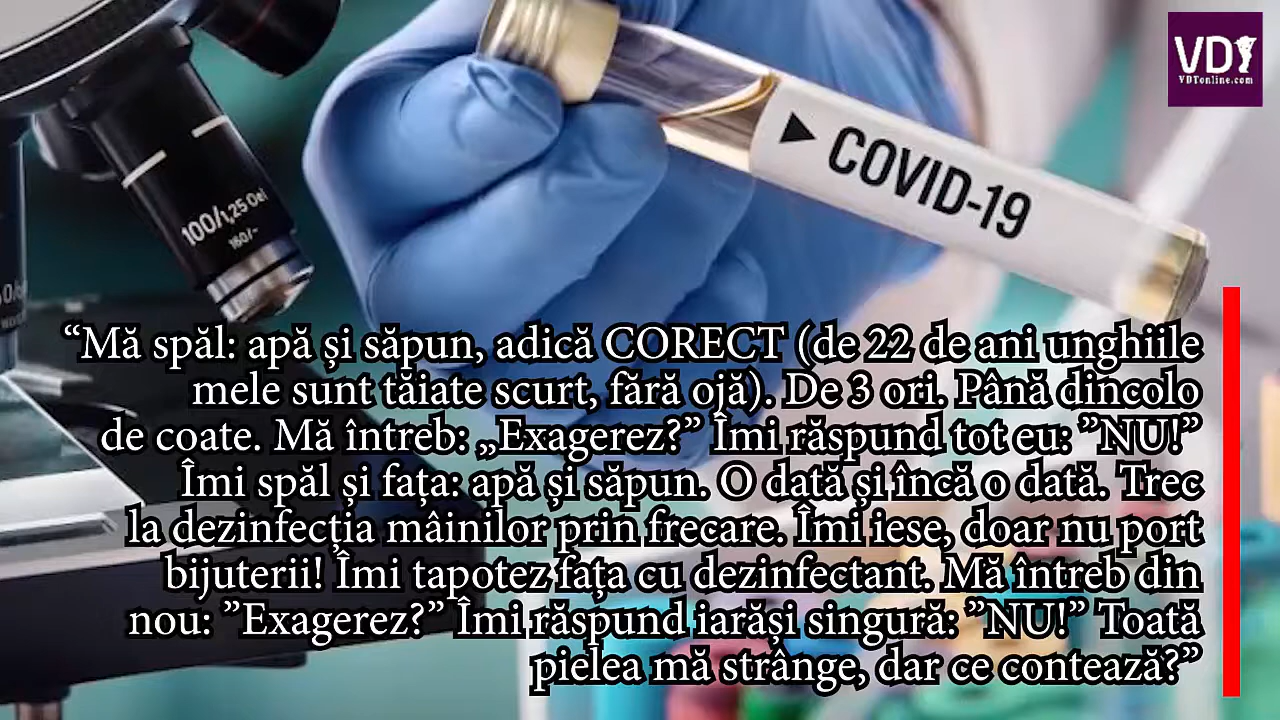 VDT
VDTonline.com
100/1,25 Oel
160/-
COVID-19
“Mă spăl: apă și săpun, adică CORECT (de 22 de ani unghiile
mele sunt tăiate scurt, fără ojă). De 3 ori. Până dincolo
de coate. Mă întreb: „Exagerez?” Îmi răspund tot eu: ”NU!”
Îmi spăl și fața: apă și săpun. O dată și încă o dată. Trec
la dezinfecția mâinilor prin frecare. Îmi iese, doar nu port
bijuterii! Îmi tapotez fața cu dezinfectant. Mă întreb din
nou: ”Exagerez?” Îmi răspund iarăși singură: ”NU!” Toată
pielea mă strânge, dar ce contează?”